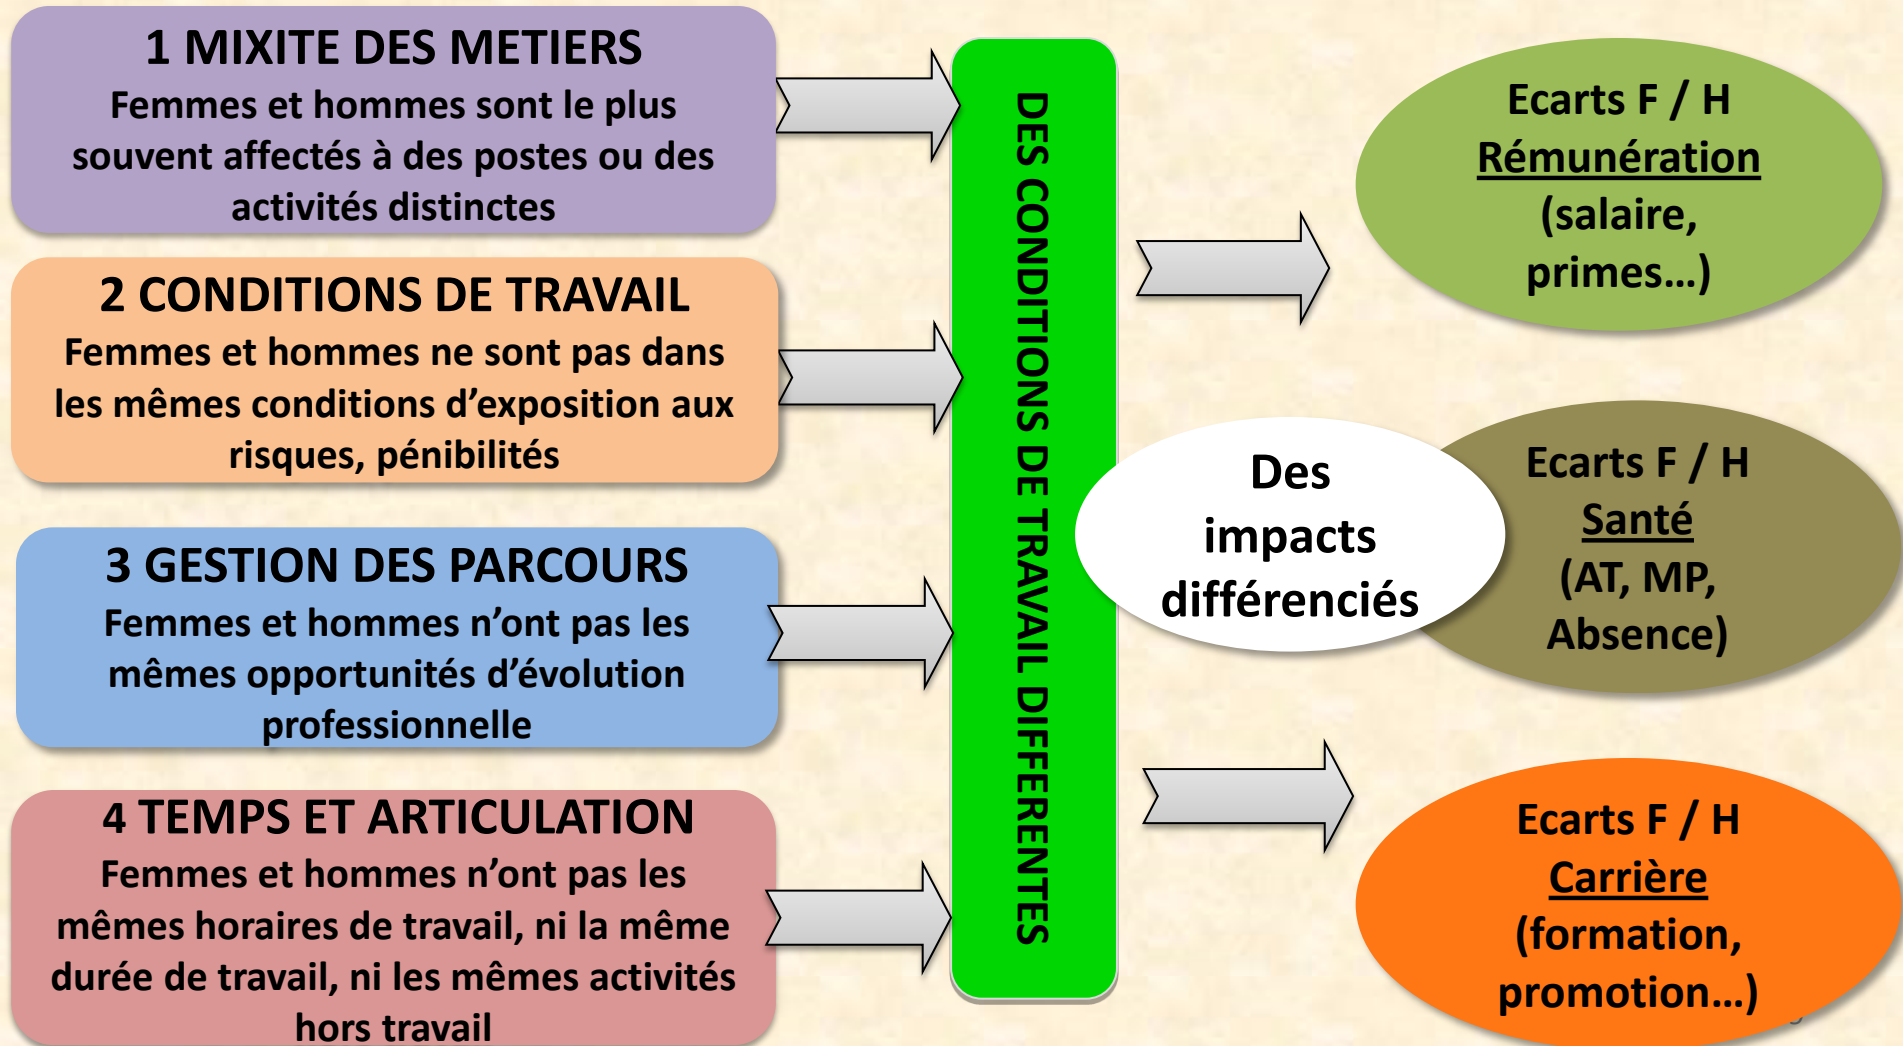 1 MIXITE DES METIERS
Femmes et hommes sont le plus
souvent affectés à des postes ou des
activités distinctes
2 CONDITIONS DE TRAVAIL
Femmes et hommes ne sont pas dans
les mêmes conditions d’exposition aux
risques, pénibilités
3 GESTION DES PARCOURS
Femmes et hommes n’ont pas les
mêmes opportunités d’évolution
professionnelle
4 TEMPS ET ARTICULATION
Femmes et hommes n’ont pas les
mêmes horaires de travail, ni la même
durée de travail, ni les mêmes activités
hors travail
DES CONDITIONS DE TRAVAIL DIFFERENTES
Des
impacts
différenciés
Ecarts F / H
Rémunération
(salaire,
primes…)
Ecarts F / H
Santé
(AT, MP,
Absence)
Ecarts F / H
Carrière
(formation,
promotion…)